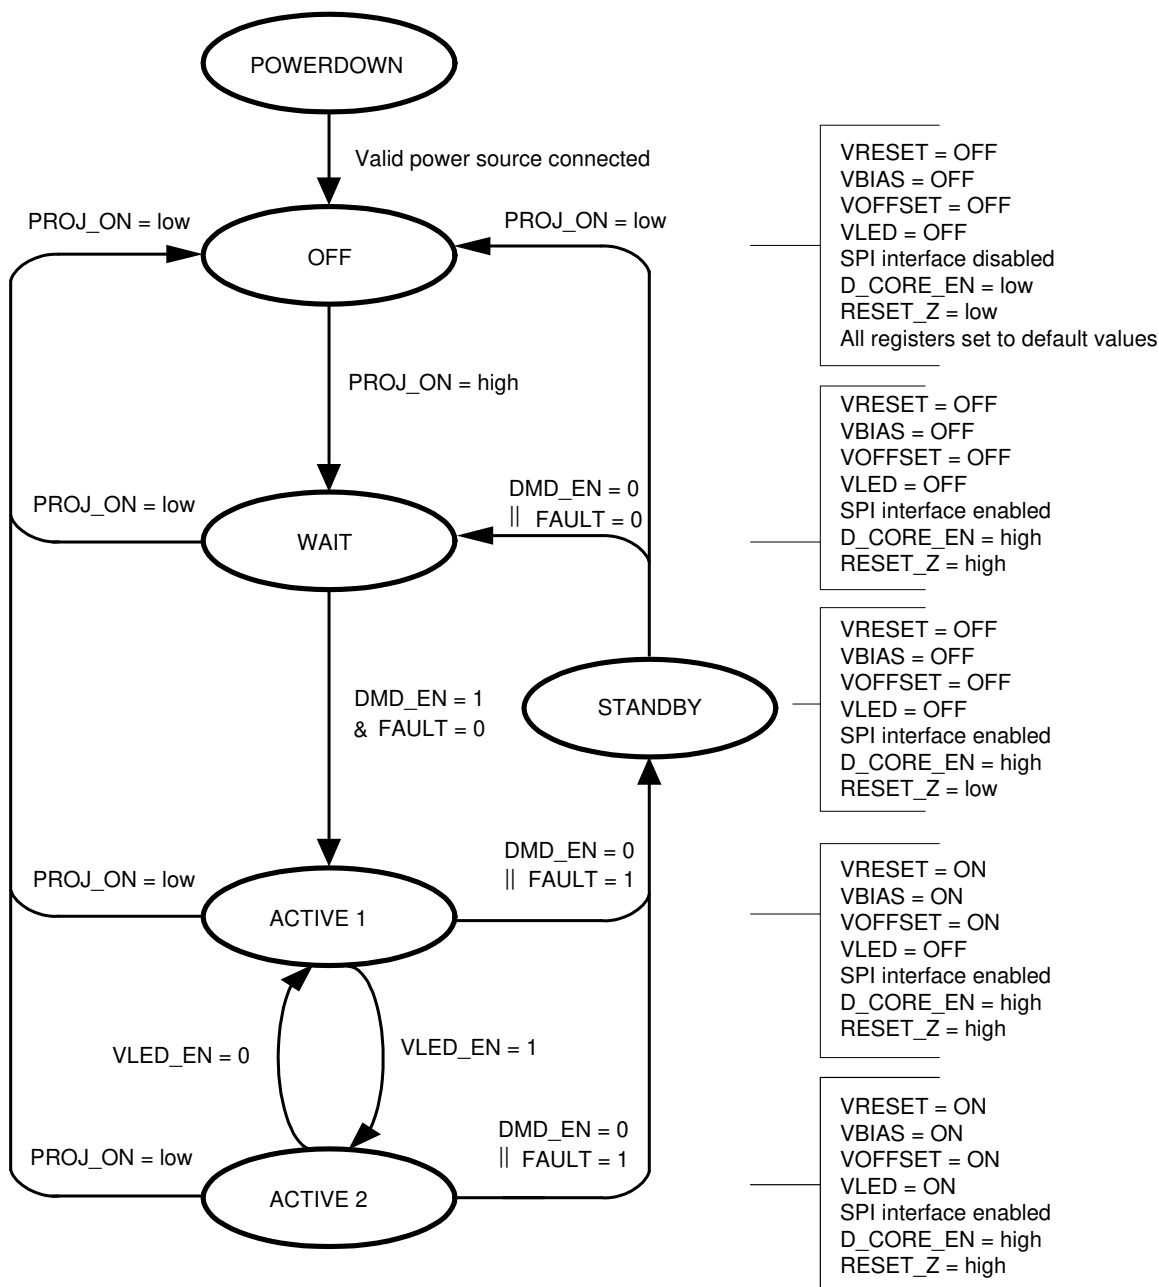 POWERDOWN
Valid power source connected
PROJ_ON = low
PROJ_ON = low
OFF
VRESET = OFF
VBIAS = OFF
VOFFSET = OFF
VLED = OFF
SPI interface disabled
D_CORE_EN = low
RESET_Z = low
All registers set to default values
PROJ_ON = high
PROJ_ON = low
DMD_EN = 0
|| FAULT = 0
WAIT
VRESET = OFF
VBIAS = OFF
VOFFSET = OFF
VLED = OFF
SPI interface enabled
D_CORE_EN = high
RESET_Z = high
DMD_EN = 1
& FAULT = 0
STANDBY
VRESET = OFF
VBIAS = OFF
VOFFSET = OFF
VLED = OFF
SPI interface enabled
D_CORE_EN = high
RESET_Z = low
PROJ_ON = low
DMD_EN = 0
|| FAULT = 1
ACTIVE 1
VRESET = ON
VBIAS = ON
VOFFSET = ON
VLED = OFF
SPI interface enabled
D_CORE_EN = high
RESET_Z = high
VLED_EN = 0
VLED_EN = 1
PROJ_ON = low
DMD_EN = 0
|| FAULT = 1
ACTIVE 2
VRESET = ON
VBIAS = ON
VOFFSET = ON
VLED = ON
SPI interface enabled
D_CORE_EN = high
RESET_Z = high